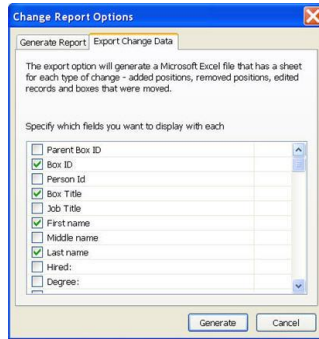 Change Report Options
Generate Report Export Change Data
The export option will generate a Microsoft Excel file that has a sheet
for each type of change - added positions, removed positions, edited
records and boxes that were moved.
Specify which fields you want to display with each
Parent Box ID
Box ID
Person Id
Box Title
Job Title
First name
Middle name
Last name
Hired:
Degree:
Generate Cancel